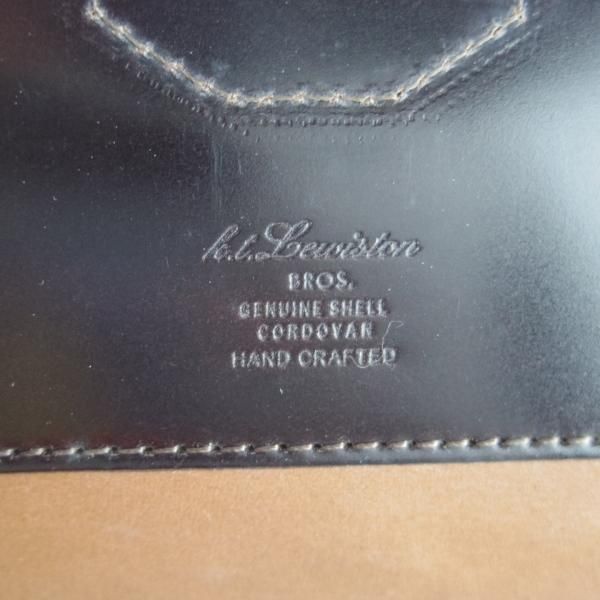 k.t. Lewiston
BROS.
GENUINE SHELL
CORDOVAN
HAND CRAFTED